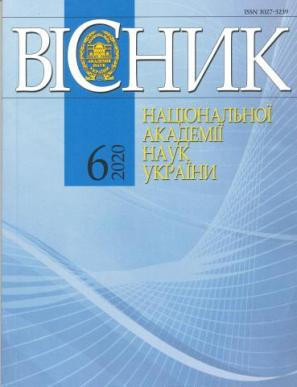 ISSN 1027-3239
ВІСНИК
НАЦІОНАЛЬНОЇ
АКАДЕМІЇ
НАУК
УКРАЇНИ
6
2020